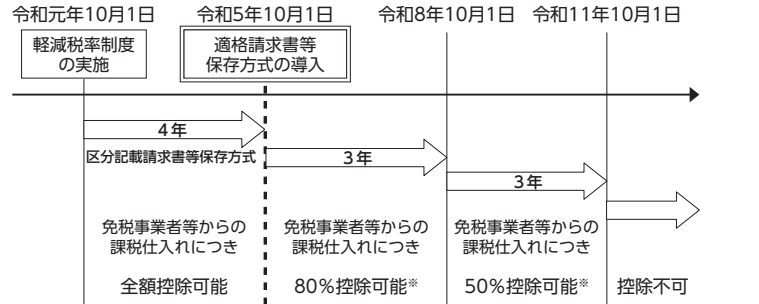 令和元年10月1日
令和5年10月1日
令和8年10月1日
令和11年10月1日
軽減税率制度
の実施
適格請求書等
保存方式の導入
4年
区分記載請求書等保存方式
3年
3年
免税事業者等からの
課税仕入れにつき
全額控除可能
免税事業者等からの
課税仕入れにつき
80%控除可能※
免税事業者等からの
課税仕入れにつき
50%控除可能※
控除不可